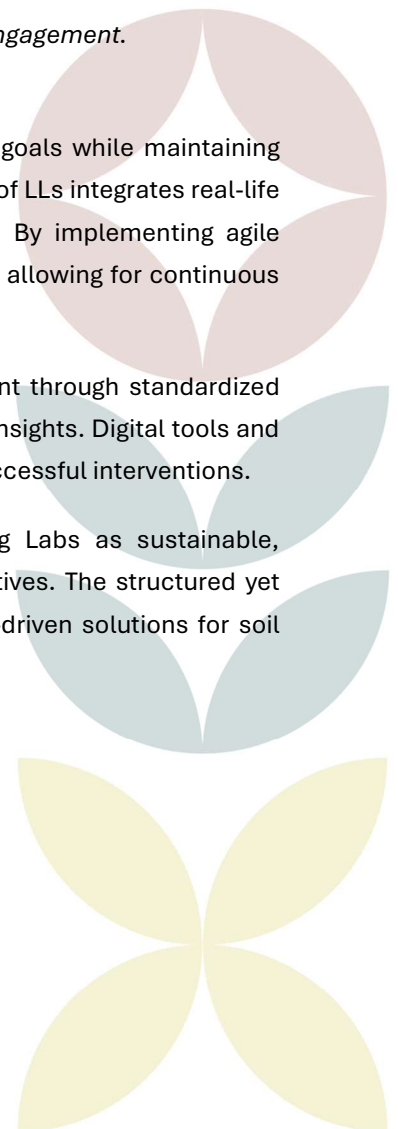 ngagement.
goals while maintaining
of LLs integrates real-life
By implementing agile
allowing for continuous
nt through standardized
nsights. Digital tools and
ccessful interventions.
g Labs as sustainable,
tives. The structured yet
driven solutions for soil